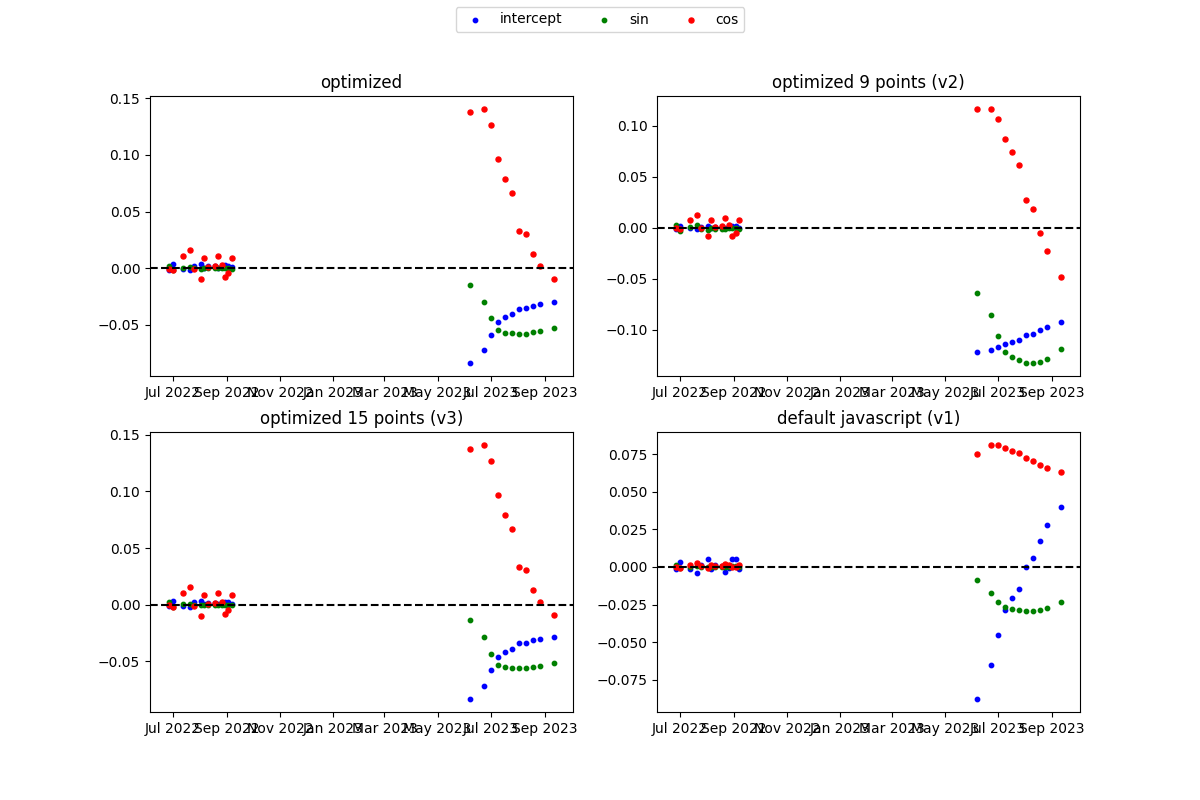 intercept sin cos
optimized
0.15
0.10
0.05
0.00
−0.05
Jul 2022 Sep 2022 Nov 2022 Jan 2023 Mar 2023 May 2023 Jul 2023 Sep 2023
optimized 9 points (v2)
0.10
0.05
0.00
−0.05
−0.10
Jul 2022 Sep 2022 Nov 2022 Jan 2023 Mar 2023 May 2023 Jul 2023 Sep 2023
optimized 15 points (v3)
0.15
0.10
0.05
0.00
−0.05
Jul 2022 Sep 2022 Nov 2022 Jan 2023 Mar 2023 May 2023 Jul 2023 Sep 2023
default javascript (v1)
0.075
0.050
0.025
0.000
−0.025
−0.050
−0.075
Jul 2022 Sep 2022 Nov 2022 Jan 2023 Mar 2023 May 2023 Jul 2023 Sep 2023